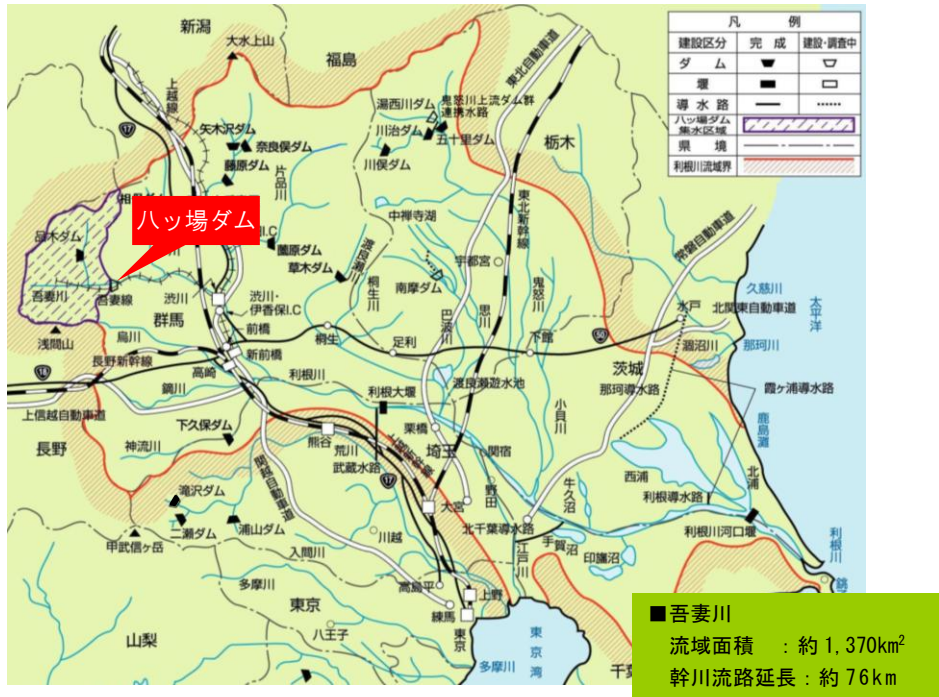 新潟
大水上山
福島
凡 例
建設区分 完成 建設・調査中
ダム
堰
導水路
八ッ場ダム
集水区域
県境
利根川流域界
上越線
17
矢木沢ダム
奈良俣ダム
藤原ダム
片品川
東北自動車道
湯西川ダム
鬼怒川上流ダム群
連携水路
川治ダム
五十里ダム
川俣ダム
栃木
八ッ場ダム
I.C
品木ダム
薗原ダム
草木ダム
渡良瀬川
桐生川
中禅寺湖
東北新幹線
常磐自動車道
宇都宮
南摩ダム
鬼怒川
思川
巴波川
吾妻川
吾妻線
渋川
渋川・
伊香保I.C
群馬
前橋
浅間山
烏川
長野新幹線
新前橋
高崎
桐生
足利
下館
50
水戸
久慈川
北関東自動車道
太平洋
涸沼川
那珂川
茨城
那珂導水路
霞ヶ浦導水路
鹿島灘
18
鏑川
利根川
利根大堰
渡良瀬遊水池
小貝川
上信越自動車道
長野
神流川
下久保ダム
熊谷
荒川
武蔵水路
上越新幹線
17
埼玉
栗橋
関宿
関越自動車道
野田
牛久沼
西浦
北浦
利根導水路
滝沢ダム
二瀬ダム
浦山ダム
甲武信ヶ岳
入間川
川越
大宮
北千葉導水路
江戸川
手賀沼
印旛沼
利根川河口堰
利根川
多摩川
高島平
上野
練馬
東京
東京
八王子
山梨
多摩川
東京湾
■吾妻川
流域面積 ：約1,370km²
幹川流路延長：約76km